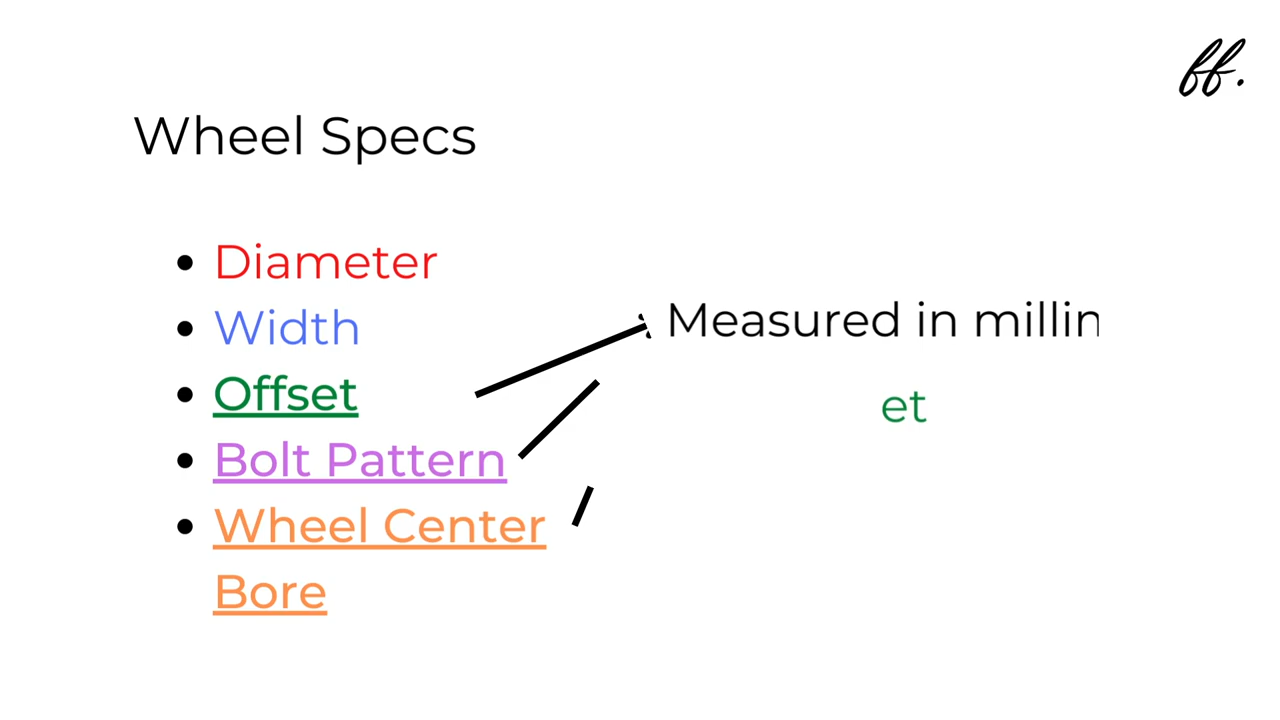 ff.
Wheel Specs
Diameter
Width
Offset
Bolt Pattern
Wheel Center
Bore
Measured in millin
et